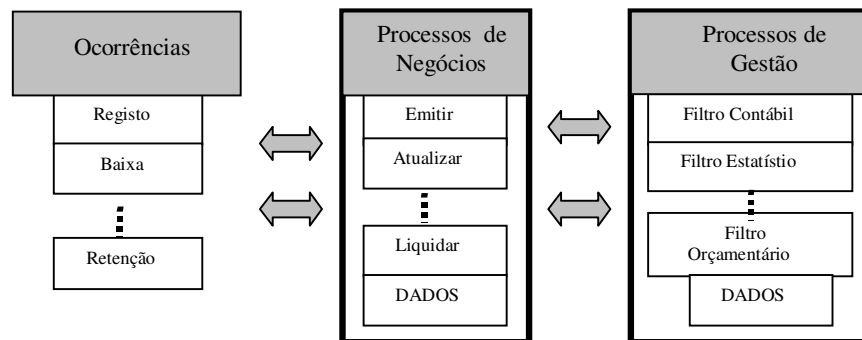 Ocorrências
Registo
Baixa
Retenção
Processos de
Negócios
Emitir
Atualizar
Liquidar
DADOS
Processos de
Gestão
Filtro Contábil
Filtro Estatístio
Filtro
Orçamentário
DADOS